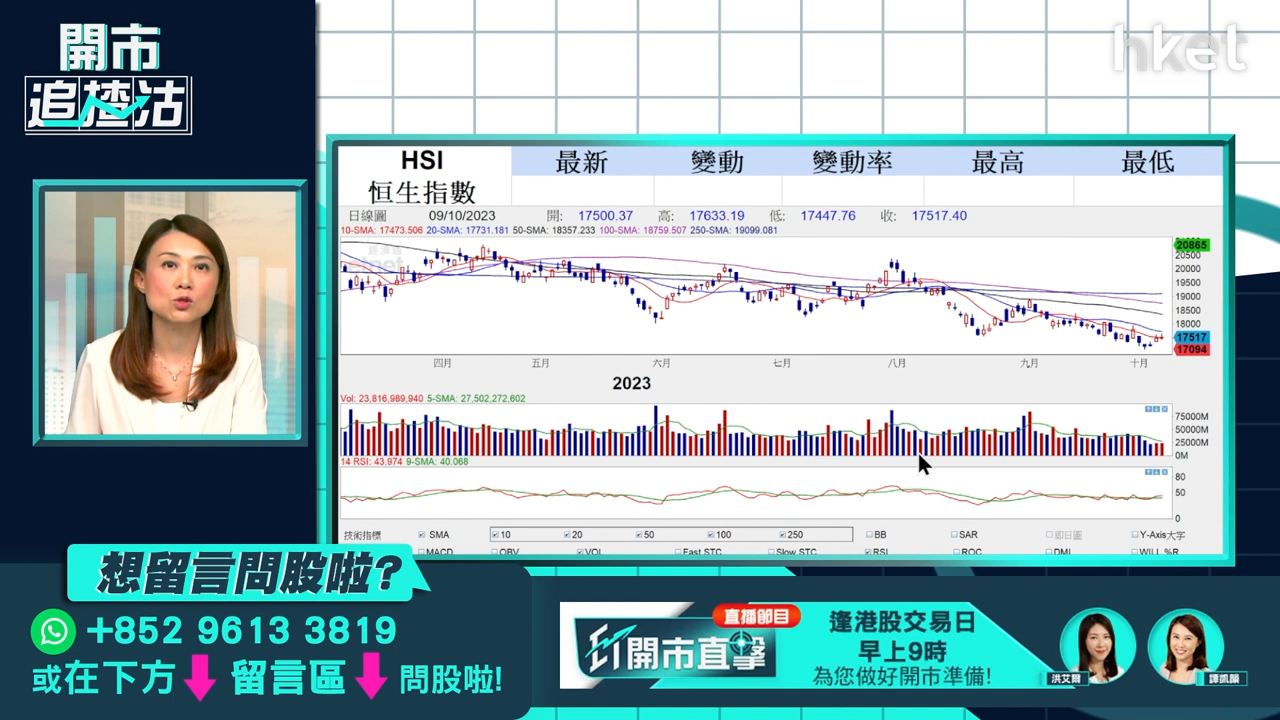 開市
追揸沽
hket
HSI
恒生指數
最新 變動 變動率 最高 最低
日線圖 09/10/2023 開: 17500.37 高: 17633.19 低: 17447.76 收: 17517.40
10-SMA: 17473.506 20-SMA: 17731.181 50-SMA: 18357.233 100-SMA: 18759.507 250-SMA: 19099.081
20865
20500
20000
19500
19000
18500
18000
17517
17094
四月 五月 六月 七月 八月 九月 十月
2023
Vol: 23,816,989,940 5-SMA: 27,502,272,602
75000M
50000M
25000M
0M
14 RSI: 43.974 9-SMA: 40.068
80
50
0
技術指標 SMA 10 20 50 100 250 BB SAR 即日圖 Y-Axis大字
MACD OBV VOL Fast STC Slow STC RSI ROC DMI WILL %R
想留言問股啦?
+852 9613 3819
或在下方 留言區 問股啦!
直播節目
開市直擊
逢港股交易日
早上9時
為您做好開市準備!
洪艾爾 譚凱韻